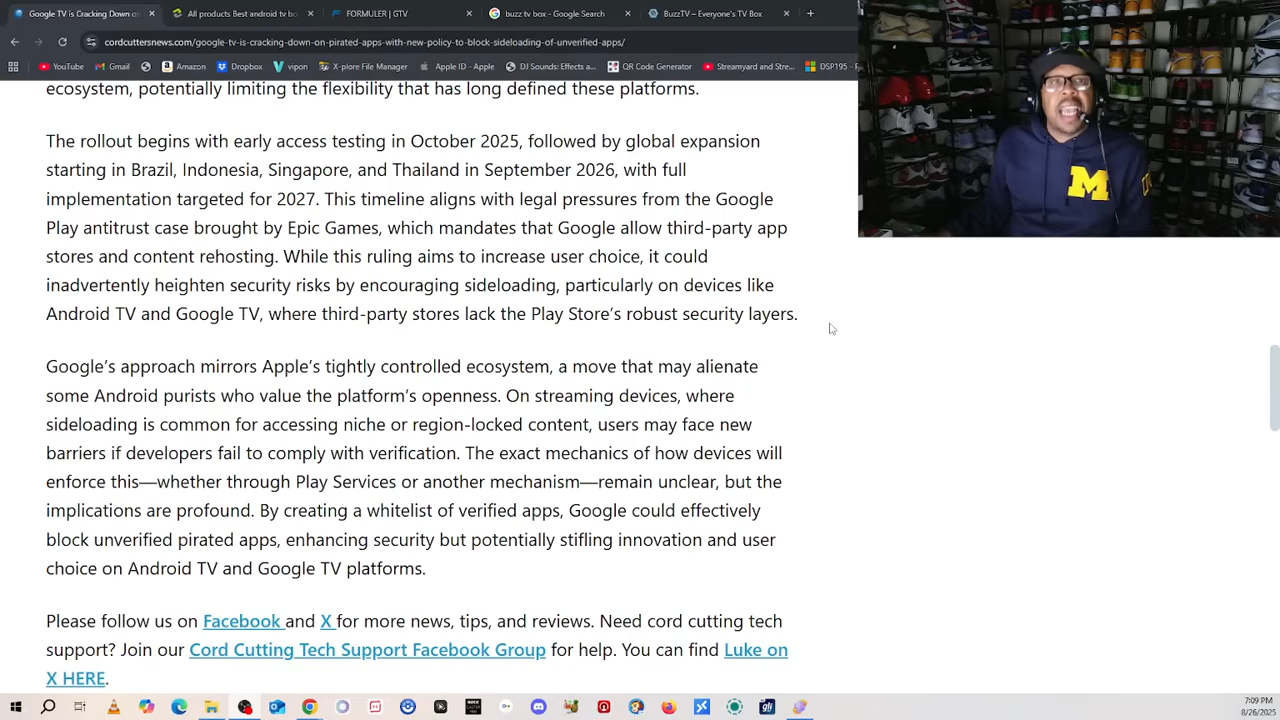 Google TV is Cracking Down on
All products Best android tv bo
FORMULER | GTV
buzz tv box - Google Search
BuzzTV – Everyone's TV Box
cordcuttersnews.com/google-tv-is-cracking-down-on-pirated-apps-with-new-policy-to-block-sideloading-of-unverified-apps/
YouTube
Gmail
Amazon
Dropbox
vipon
X-plore File Manager
Apple ID - Apple
DJ Sounds: Effects a...
QR Code Generator
Streamyard and Stre...
DSP195 -
ecosystem, potentially limiting the flexibility that has long defined these platforms.
The rollout begins with early access testing in October 2025, followed by global expansion
starting in Brazil, Indonesia, Singapore, and Thailand in September 2026, with full
implementation targeted for 2027. This timeline aligns with legal pressures from the Google
Play antitrust case brought by Epic Games, which mandates that Google allow third-party app
stores and content rehosting. While this ruling aims to increase user choice, it could
inadvertently heighten security risks by encouraging sideloading, particularly on devices like
Android TV and Google TV, where third-party stores lack the Play Store's robust security layers.
Google's approach mirrors Apple's tightly controlled ecosystem, a move that may alienate
some Android purists who value the platform's openness. On streaming devices, where
sideloading is common for accessing niche or region-locked content, users may face new
barriers if developers fail to comply with verification. The exact mechanics of how devices will
enforce this—whether through Play Services or another mechanism—remain unclear, but the
implications are profound. By creating a whitelist of verified apps, Google could effectively
block unverified pirated apps, enhancing security but potentially stifling innovation and user
choice on Android TV and Google TV platforms.
Please follow us on Facebook and X for more news, tips, and reviews. Need cord cutting tech
support? Join our Cord Cutting Tech Support Facebook Group for help. You can find Luke on
X HERE.
M
7:09 PM
8/26/2025